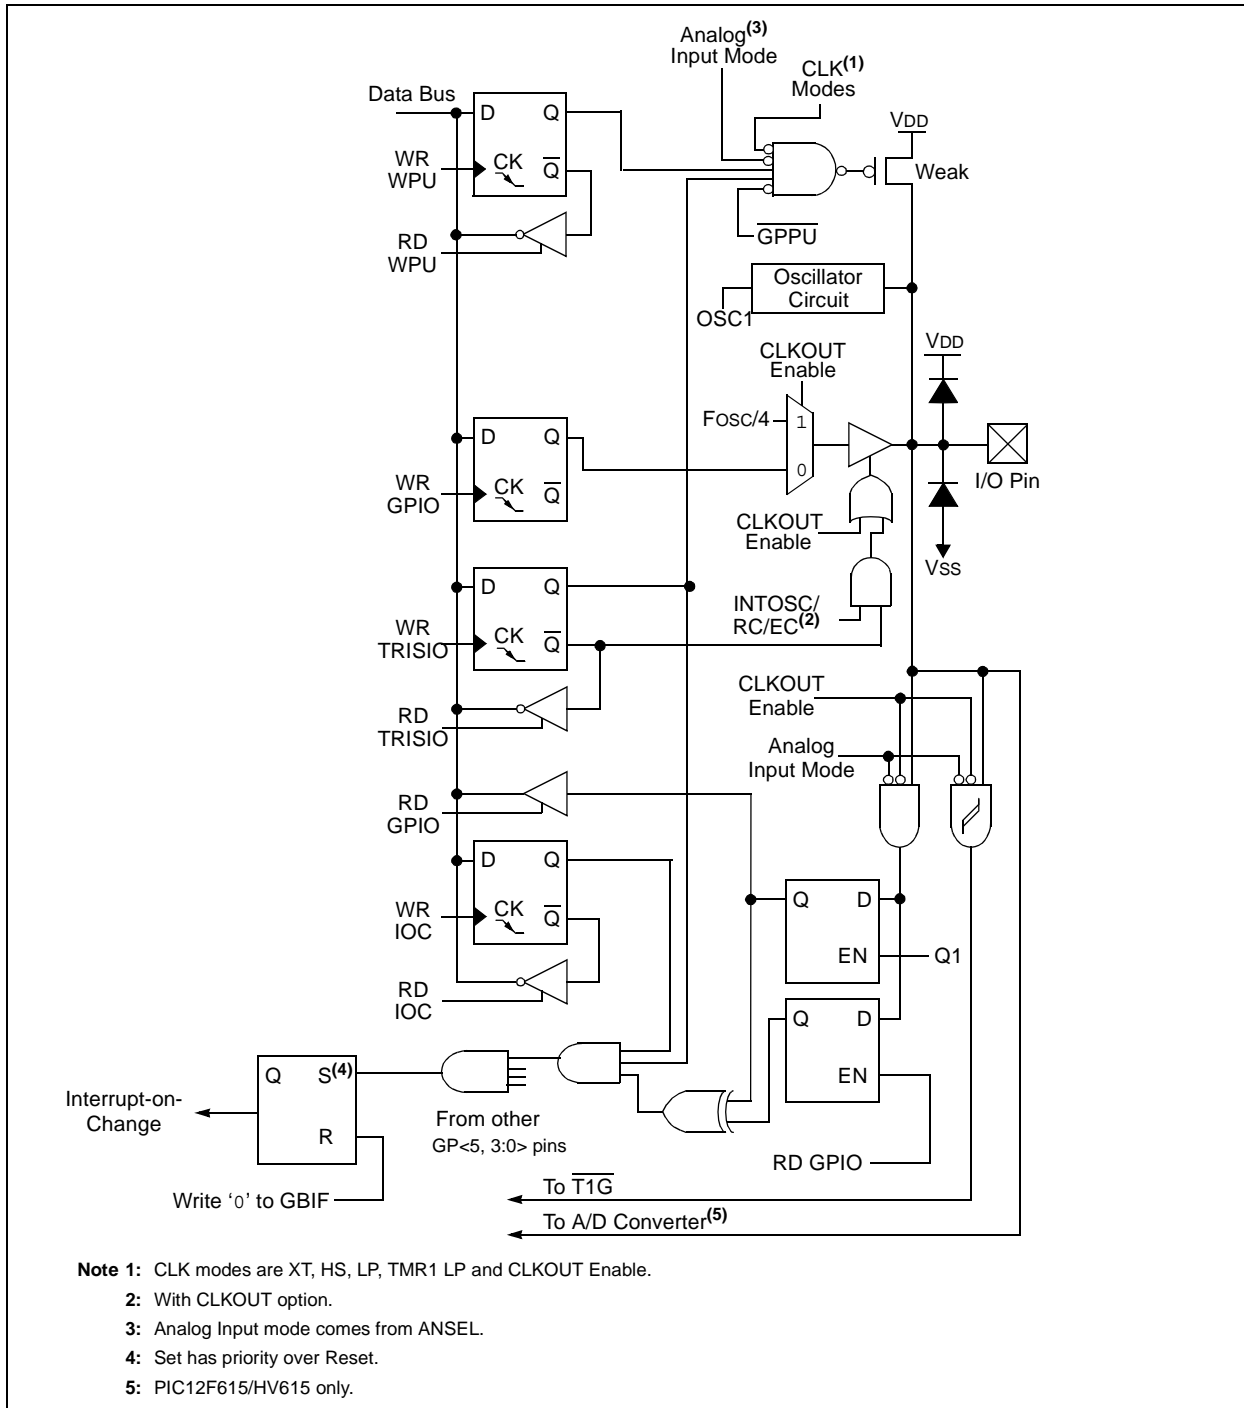 Analog(3)
Input Mode
CLK(1)
Modes
Data Bus
D Q
VDD
WR
WPU
CK Q
Weak
RD
WPU
GPPU
Oscillator
Circuit
OSC1
CLKOUT
Enable
VDD
FOSC/4
1
D Q
0
I/O Pin
WR
GPIO
CK Q
CLKOUT
Enable
VSS
D Q
INTOSC/
RC/EC(2)
WR
TRISIO
CK Q
CLKOUT
Enable
RD
TRISIO
Analog
Input Mode
RD
GPIO
D Q
Q D
WR
IOC
CK Q
EN
Q1
RD
IOC
Q D
EN
Q S(4)
Interrupt-on-
Change
R
From other
GP<5, 3:0> pins
RD GPIO
Write ‘0’ to GBIF
To T1G
To A/D Converter(5)
Note 1: CLK modes are XT, HS, LP, TMR1 LP and CLKOUT Enable.
2: With CLKOUT option.
3: Analog Input mode comes from ANSEL.
4: Set has priority over Reset.
5: PIC12F615/HV615 only.